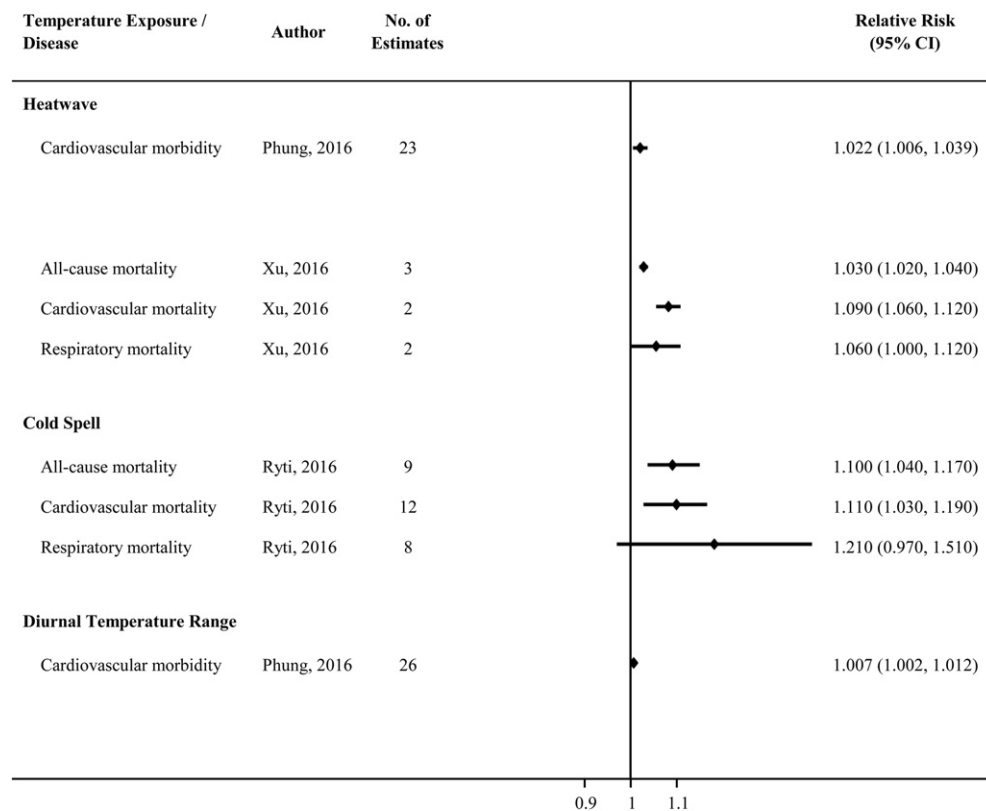 Temperature Exposure / Disease Author No. of Estimates Relative Risk (95% CI)
Heatwave
Cardiovascular morbidity Phung, 2016 23 1.022 (1.006, 1.039)
All-cause mortality Xu, 2016 3 1.030 (1.020, 1.040)
Cardiovascular mortality Xu, 2016 2 1.090 (1.060, 1.120)
Respiratory mortality Xu, 2016 2 1.060 (1.000, 1.120)
Cold Spell
All-cause mortality Ryti, 2016 9 1.100 (1.040, 1.170)
Cardiovascular mortality Ryti, 2016 12 1.110 (1.030, 1.190)
Respiratory mortality Ryti, 2016 8 1.210 (0.970, 1.510)
Diurnal Temperature Range
Cardiovascular morbidity Phung, 2016 26 1.007 (1.002, 1.012)
0.9 1 1.1